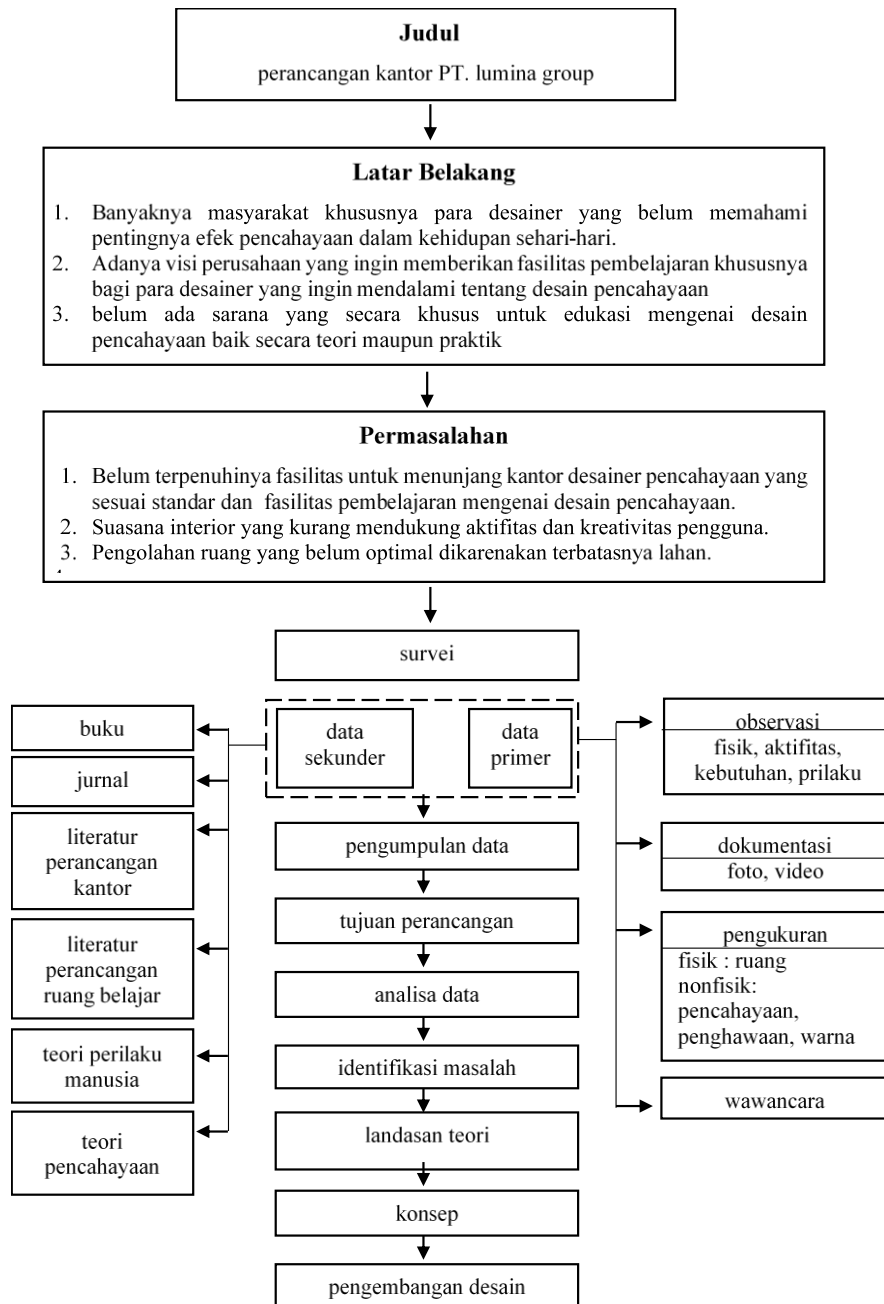 Judul
perancangan kantor PT. lumina group
Latar Belakang
1. Banyaknya masyarakat khususnya para desainer yang belum memahami
pentingnya efek pencahayaan dalam kehidupan sehari-hari.
2. Adanya visi perusahaan yang ingin memberikan fasilitas pembelajaran khususnya
bagi para desainer yang ingin mendalami tentang desain pencahayaan
3. belum ada sarana yang secara khusus untuk edukasi mengenai desain
pencahayaan baik secara teori maupun praktik
Permasalahan
1. Belum terpenuhinya fasilitas untuk menunjang kantor desainer pencahayaan yang
sesuai standar dan fasilitas pembelajaran mengenai desain pencahayaan.
2. Suasana interior yang kurang mendukung aktifitas dan kreativitas pengguna.
3. Pengolahan ruang yang belum optimal dikarenakan terbatasnya lahan.
survei
data
sekunder
data
primer
buku
jurnal
literatur
perancangan
kantor
literatur
perancangan
ruang belajar
teori perilaku
manusia
teori
pencahayaan
pengumpulan data
tujuan perancangan
analisa data
identifikasi masalah
landasan teori
konsep
pengembangan desain
observasi
fisik, aktifitas,
kebutuhan, prilaku
dokumentasi
foto, video
pengukuran
fisik : ruang
nonfisik:
pencahayaan,
penghawaan, warna
wawancara